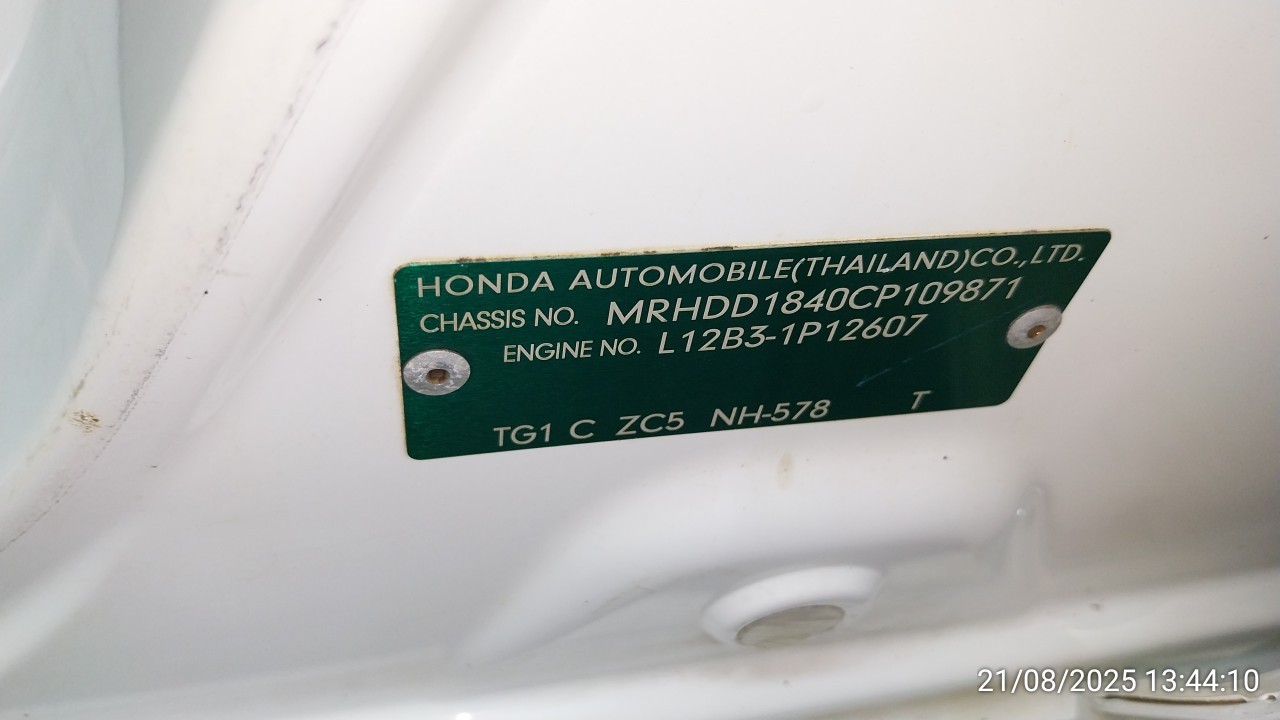 HONDA AUTOMOBILE(THAILAND)CO.,LTD.
CHASSIS NO. MRHDD1840CP109871
ENGINE NO. L12B3-1P12607
TG1 C ZC5 NH-578 T
21/08/2025 13:44:10